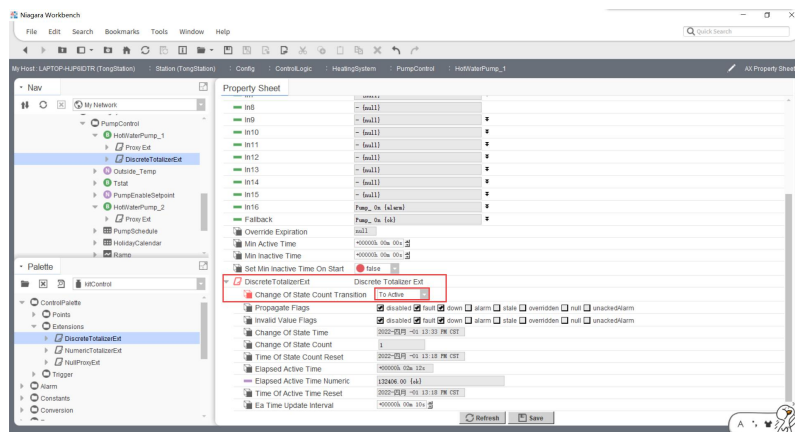 Niagara Workbench
File Edit Search Bookmarks Tools Window Help
Quick Search
My Host : LAPTOP-HJP6IDTR (TongStation) Station (TongStation) Config ControlLogic HeatingSystem PumpControl HotWaterPump_1 AX Property Sheet
Nav
My Network
PumpControl
HotWaterPump_1
Proxy Ext
DiscreteTotalizerExt
Outside_Temp
Tstat
PumpEnableSetpoint
HotWaterPump_2
Proxy Ext
PumpSchedule
HolidayCalendar
Ramp
Palette
kitControl
ControlPalette
Points
Extensions
DiscreteTotalizerExt
NumericTotalizerExt
NullProxyExt
Trigger
Alarm
Constants
Conversion
Property Sheet
In8 - {null}
In9 - {null}
In10 - {null}
In11 - {null}
In12 - {null}
In13 - {null}
In14 - {null}
In15 - {null}
In16 Pump_ On {alarm}
Fallback Pump_ On {ok}
Override Expiration null
Min Active Time +00000h 00m 00s
Min Inactive Time +00000h 00m 00s
Set Min Inactive Time On Start false
DiscreteTotalizerExt Discrete Totalizer Ext
Change Of State Count Transition To Active
Propagate Flags disabled fault down alarm stale overridden null unackedAlarm
Invalid Value Flags disabled fault down alarm stale overridden null unackedAlarm
Change Of State Time 2022-四月 -01 13:33 PM CST
Change Of State Count 1
Time Of State Count Reset 2022-四月 -01 13:18 PM CST
Elapsed Active Time +00000h 02m 12s
Elapsed Active Time Numeric 132406.00 {ok}
Time Of Active Time Reset 2022-四月 -01 13:18 PM CST
Ea Time Update Interval +00000h 00m 10s
Refresh Save
A